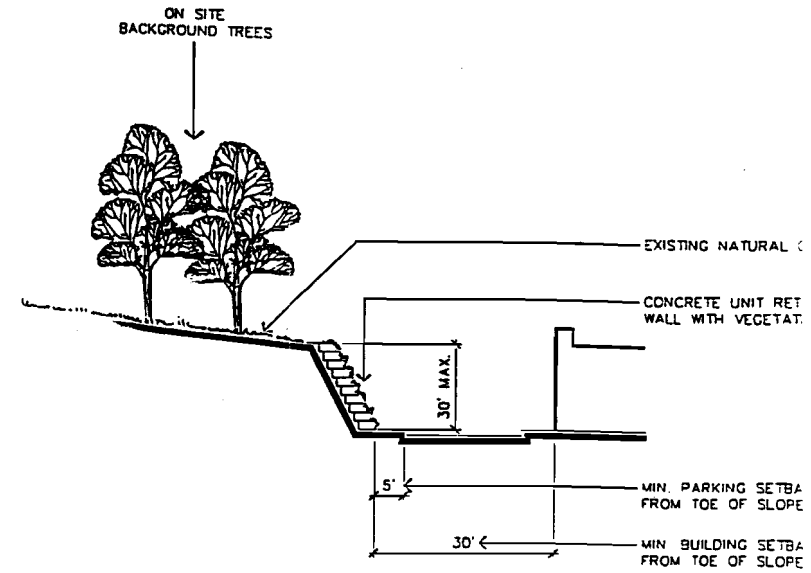 ON SITE
BACKGROUND TREES
EXISTING NATURAL
CONCRETE UNIT RET
WALL WITH VEGETAT
30' MAX.
5'
MIN. PARKING SETBA
FROM TOE OF SLOPE
30'
MIN BUILDING SETBA
FROM TOE OF SLOPE